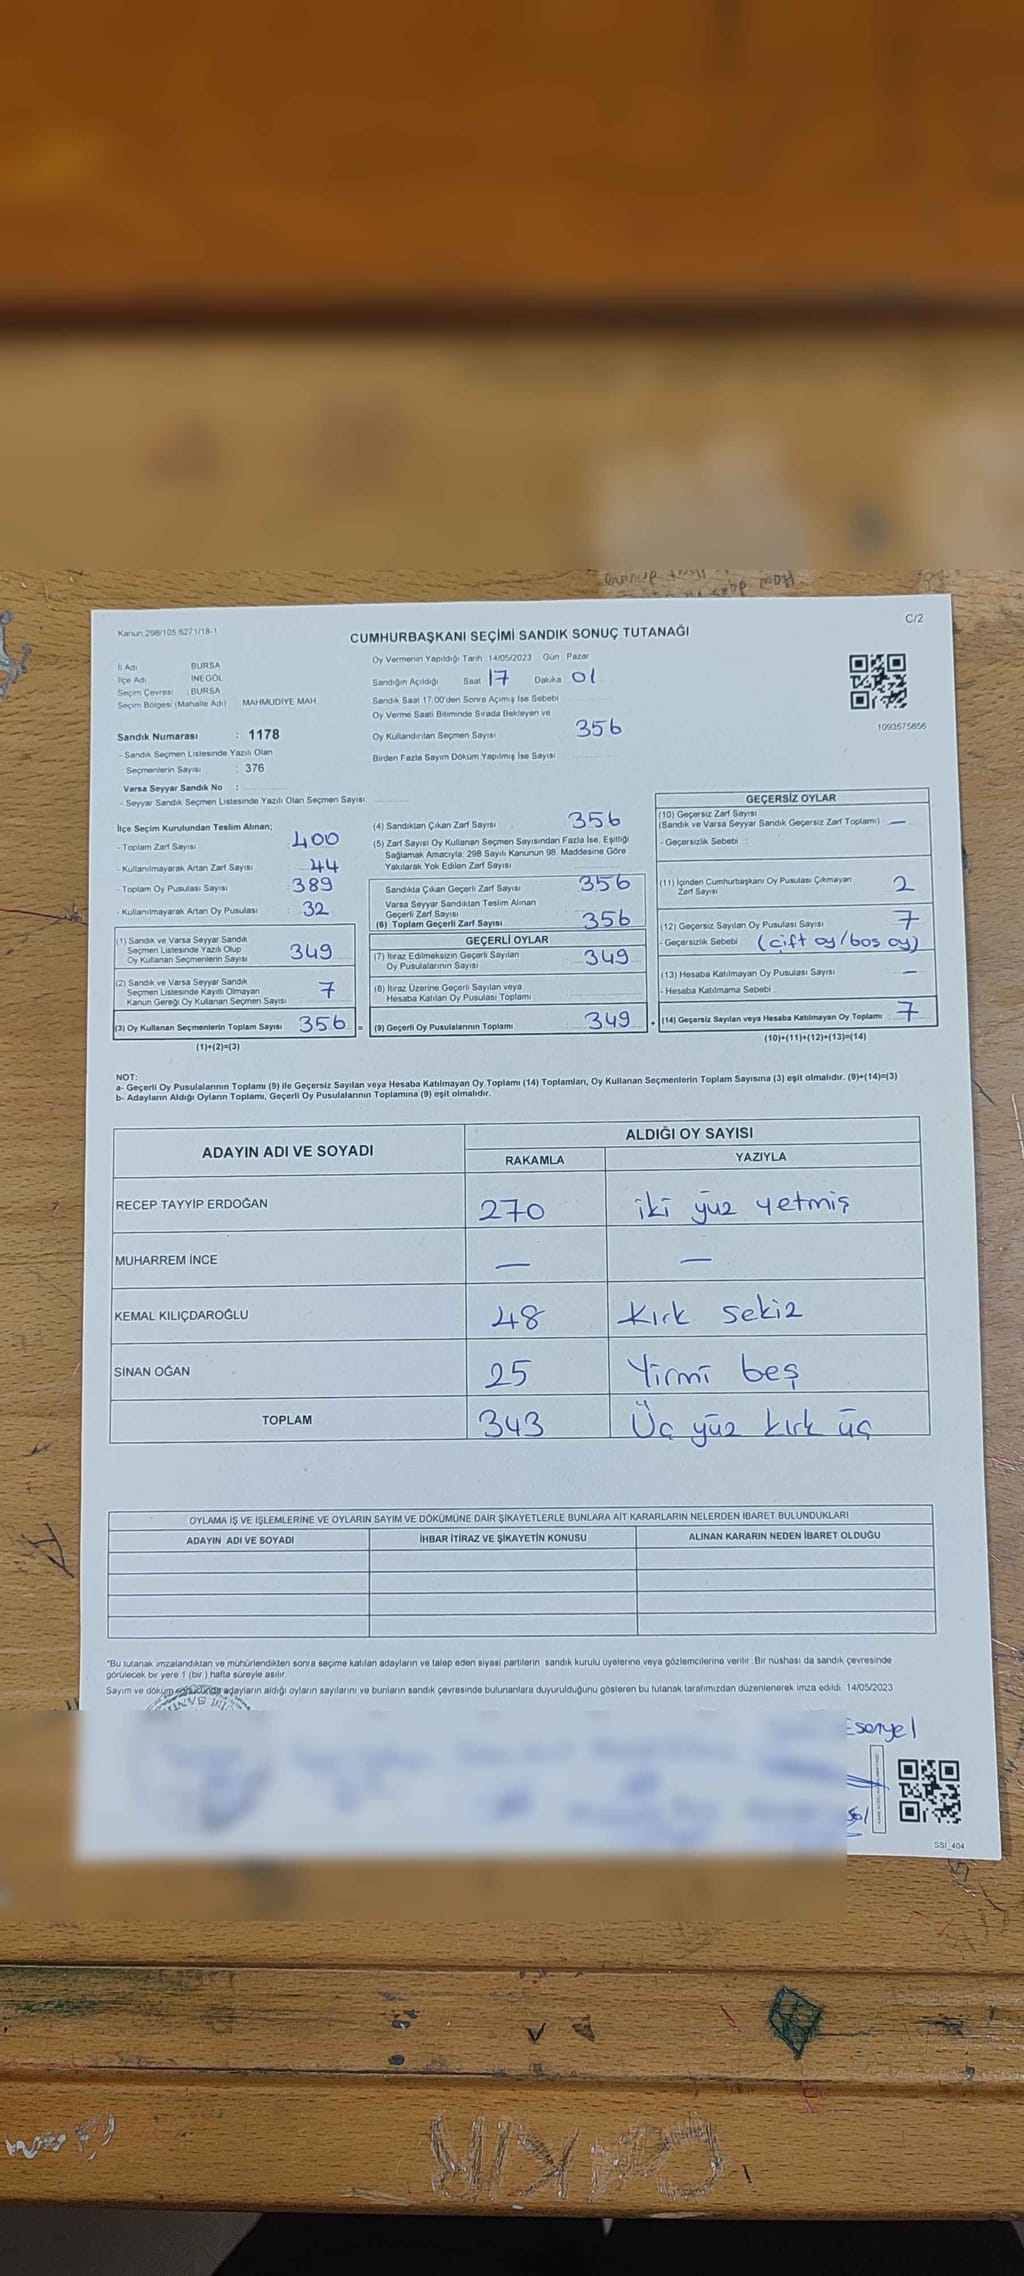 Kanun:298/105,6271/18-1
C/2
CUMHURBAŞKANI SEÇİMİ SANDIK SONUÇ TUTANAĞI
İl Adı BURSA
İlçe Adı İNEGÖL
Seçim Çevresi : BURSA
Seçim Bölgesi (Mahalle Adı) MAHMUDİYE MAH
Sandık Numarası : 1178
- Sandık Seçmen Listesinde Yazılı Olan
Seçmenlerin Sayısı : 376
Varsa Seyyar Sandık No :
- Seyyar Sandık Seçmen Listesinde Yazılı Olan Seçmen Sayısı
Oy Vermenin Yapıldığı Tarih : 14/05/2023 Gün : Pazar
Sandığın Açıldığı Saat 17 Dakika 01
Sandık Saat 17.00'den Sonra Açımış İse Sebebi
Oy Verme Saati Bitiminde Sırada Bekleyen ve
Oy Kullandırılan Seçmen Sayısı 356
Birden Fazla Sayım Döküm Yapılmış İse Sayısı
1093575856
İlçe Seçim Kurulundan Teslim Alınan;
- Toplam Zarf Sayısı 400
- Kullanılmayarak Artan Zarf Sayısı 44
- Toplam Oy Pusulası Sayısı 389
- Kullanılmayarak Artan Oy Pusulası 32
(1) Sandık ve Varsa Seyyar Sandık
Seçmen Listesinde Yazılı Olup
Oy Kullanan Seçmenlerin Sayısı 349
(2) Sandık ve Varsa Seyyar Sandık
Seçmen Listesinde Kayıtlı Olmayan
Kanun Gereği Oy Kullanan Seçmen Sayısı 7
(3) Oy Kullanan Seçmenlerin Toplam Sayısı 356 =
(1)+(2)=(3)
(4) Sandıktan Çıkan Zarf Sayısı 356
(5) Zarf Sayısı Oy Kullanan Seçmen Sayısından Fazla İse, Eşitliği
Sağlamak Amacıyla, 298 Sayılı Kanunun 98. Maddesine Göre
Yakılarak Yok Edilen Zarf Sayısı
Sandıkta Çıkan Geçerli Zarf Sayısı 356
Varsa Seyyar Sandıktan Teslim Alınan
Geçerli Zarf Sayısı
(6) Toplam Geçerli Zarf Sayısı 356
GEÇERLİ OYLAR
(7) İtiraz Edilmeksizin Geçerli Sayılan
Oy Pusulalarının Sayısı 349
(8) İtiraz Üzerine Geçerli Sayılan veya
Hesaba Katılan Oy Pusulası Toplamı
(9) Geçerli Oy Pusulalarının Toplamı 349 +
GEÇERSİZ OYLAR
(10) Geçersiz Zarf Sayısı
(Sandık ve Varsa Seyyar Sandık Geçersiz Zarf Toplamı) : —
- Geçersizlik Sebebi :
(11) İçinden Cumhurbaşkanı Oy Pusulası Çıkmayan
Zarf Sayısı 2
(12) Geçersiz Sayılan Oy Pusulası Sayısı 7
- Geçersizlik Sebebi (çift oy/boş oy)
(13) Hesaba Katılmayan Oy Pusulası Sayısı —
- Hesaba Katılmama Sebebi
(14) Geçersiz Sayılan veya Hesaba Katılmayan Oy Toplamı 7
(10)+(11)+(12)+(13)=(14)
NOT:
a- Geçerli Oy Pusulalarının Toplamı (9) ile Geçersiz Sayılan veya Hesaba Katılmayan Oy Toplamı (14) Toplamları, Oy Kullanan Seçmenlerin Toplam Sayısına (3) eşit olmalıdır. (9)+(14)=(3)
b- Adayların Aldığı Oyların Toplamı, Geçerli Oy Pusulalarının Toplamına (9) eşit olmalıdır.
ADAYIN ADI VE SOYADI ALDIĞI OY SAYISI
RAKAMLA YAZIYLA
RECEP TAYYİP ERDOĞAN 270 iki yüz yetmiş
MUHARREM İNCE — —
KEMAL KILIÇDAROĞLU 48 Kırk sekiz
SİNAN OĞAN 25 Yirmi beş
TOPLAM 343 Üç yüz kırk üç
OYLAMA İŞ VE İŞLEMLERİNE VE OYLARIN SAYIM VE DÖKÜMÜNE DAİR ŞİKAYETLERLE BUNLARA AİT KARARLARIN NELERDEN İBARET BULUNDUKLARI
ADAYIN ADI VE SOYADI İHBAR İTİRAZ VE ŞİKAYETİN KONUSU ALINAN KARARIN NEDEN İBARET OLDUĞU
"Bu tutanak imzalandıktan ve mühürlendikten sonra seçime katılan adayların ve talep eden siyasi partilerin sandık kurulu üyelerine veya gözlemcilerine verilir. Bir nüshası da sandık çevresinde
görülecek bir yere 1 (bir ) hafta süreyle asılır.
Sayım ve döküm sonucunda adayların aldığı oyların sayılarını ve bunların sandık çevresinde bulunanlara duyurulduğunu gösteren bu tutanak tarafımızdan düzenlenerek imza edildi. 14/05/2023
Esenyel
SSI_404